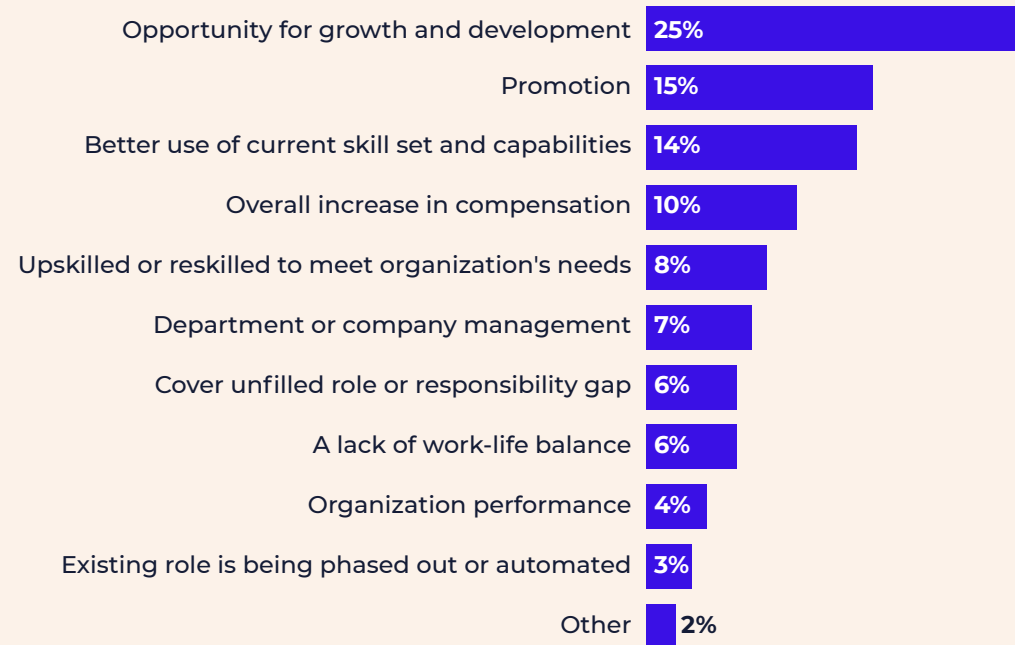 Opportunity for growth and development 25%
Promotion 15%
Better use of current skill set and capabilities 14%
Overall increase in compensation 10%
Upskilled or reskilled to meet organization's needs 8%
Department or company management 7%
Cover unfilled role or responsibility gap 6%
A lack of work-life balance 6%
Organization performance 4%
Existing role is being phased out or automated 3%
Other 2%